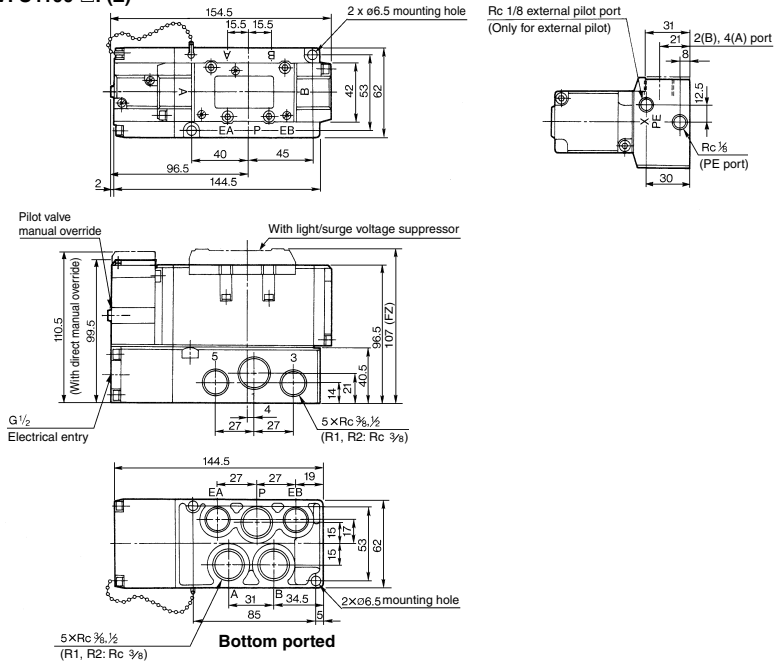 154.5
15.5 15.5
2 x ø6.5 mounting hole
A B
A B
EA P EB
42
53
62
40 45
96.5
2 144.5
Rc 1/8 external pilot port
(Only for external pilot)
31
21
2(B), 4(A) port
8
12.5
X PE
Rc ⅛
(PE port)
30
Pilot valve
manual override
With light/surge voltage suppressor
110.5
(With direct manual override)
99.5
5 3
14
21
40.5
96.5
107 (FZ)
4
27 27
G½
Electrical entry
5×Rc ⅜,½
(R1, R2: Rc ⅜)
144.5
27 27 19
EA P EB
15
17
15
53
62
A 31 B 34.5
2×ø6.5 mounting hole
85 5
5×Rc ⅜,½
(R1, R2: Rc ⅜)
Bottom ported